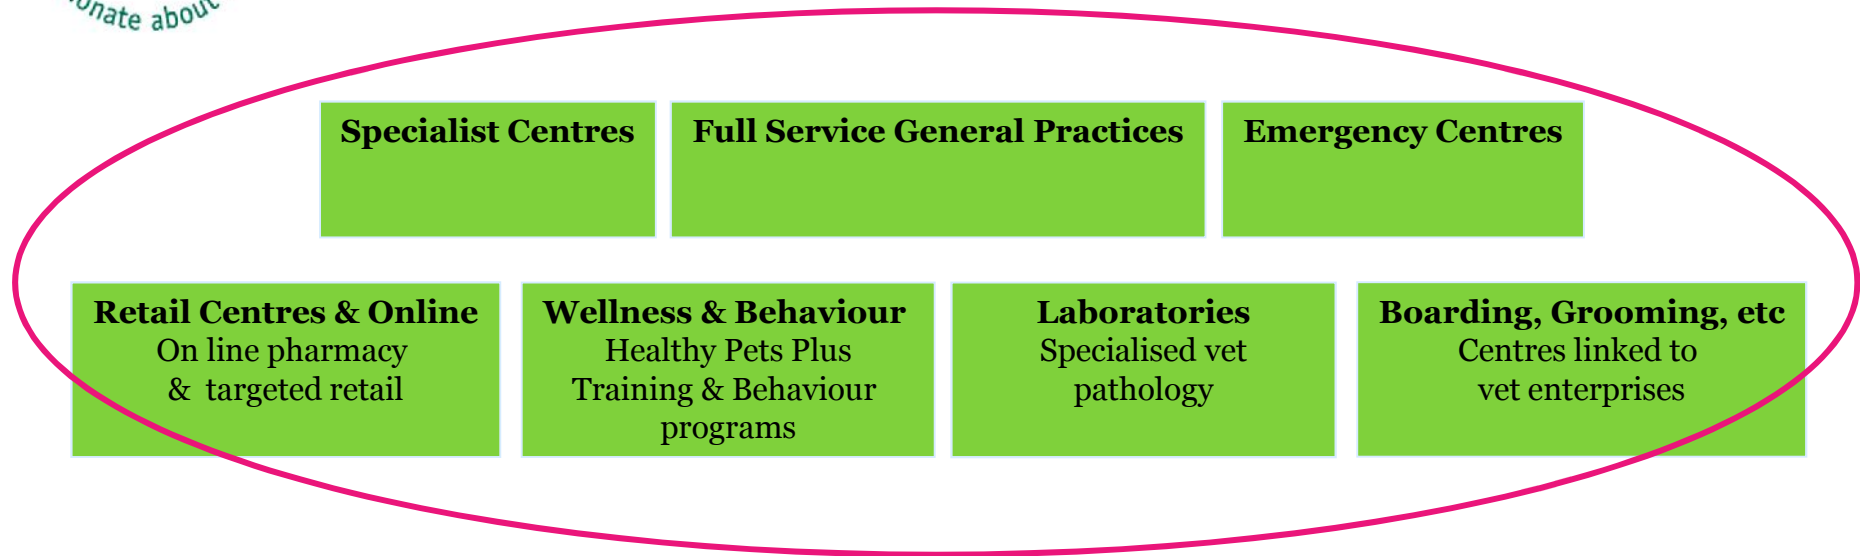 ate about
Specialist Centres
Full Service General Practices
Emergency Centres
Retail Centres & Online
On line pharmacy
& targeted retail
Wellness & Behaviour
Healthy Pets Plus
Training & Behaviour
programs
Laboratories
Specialised vet
pathology
Boarding, Grooming, etc
Centres linked to
vet enterprises